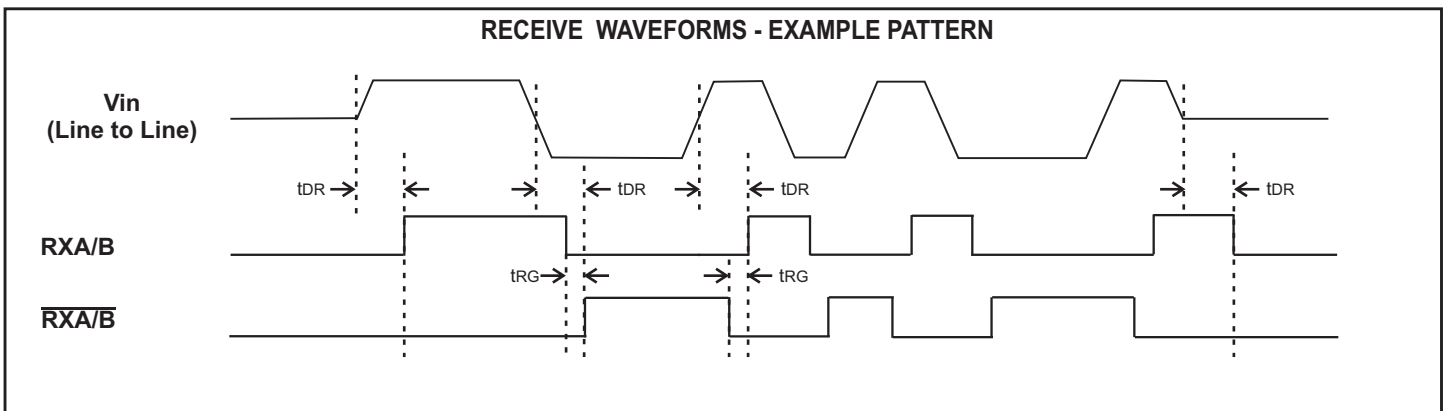 RECEIVE WAVEFORMS - EXAMPLE PATTERN
Vin
(Line to Line)
tDR tDR tDR tDR
RXA/B
tRG tRG
RXA/B